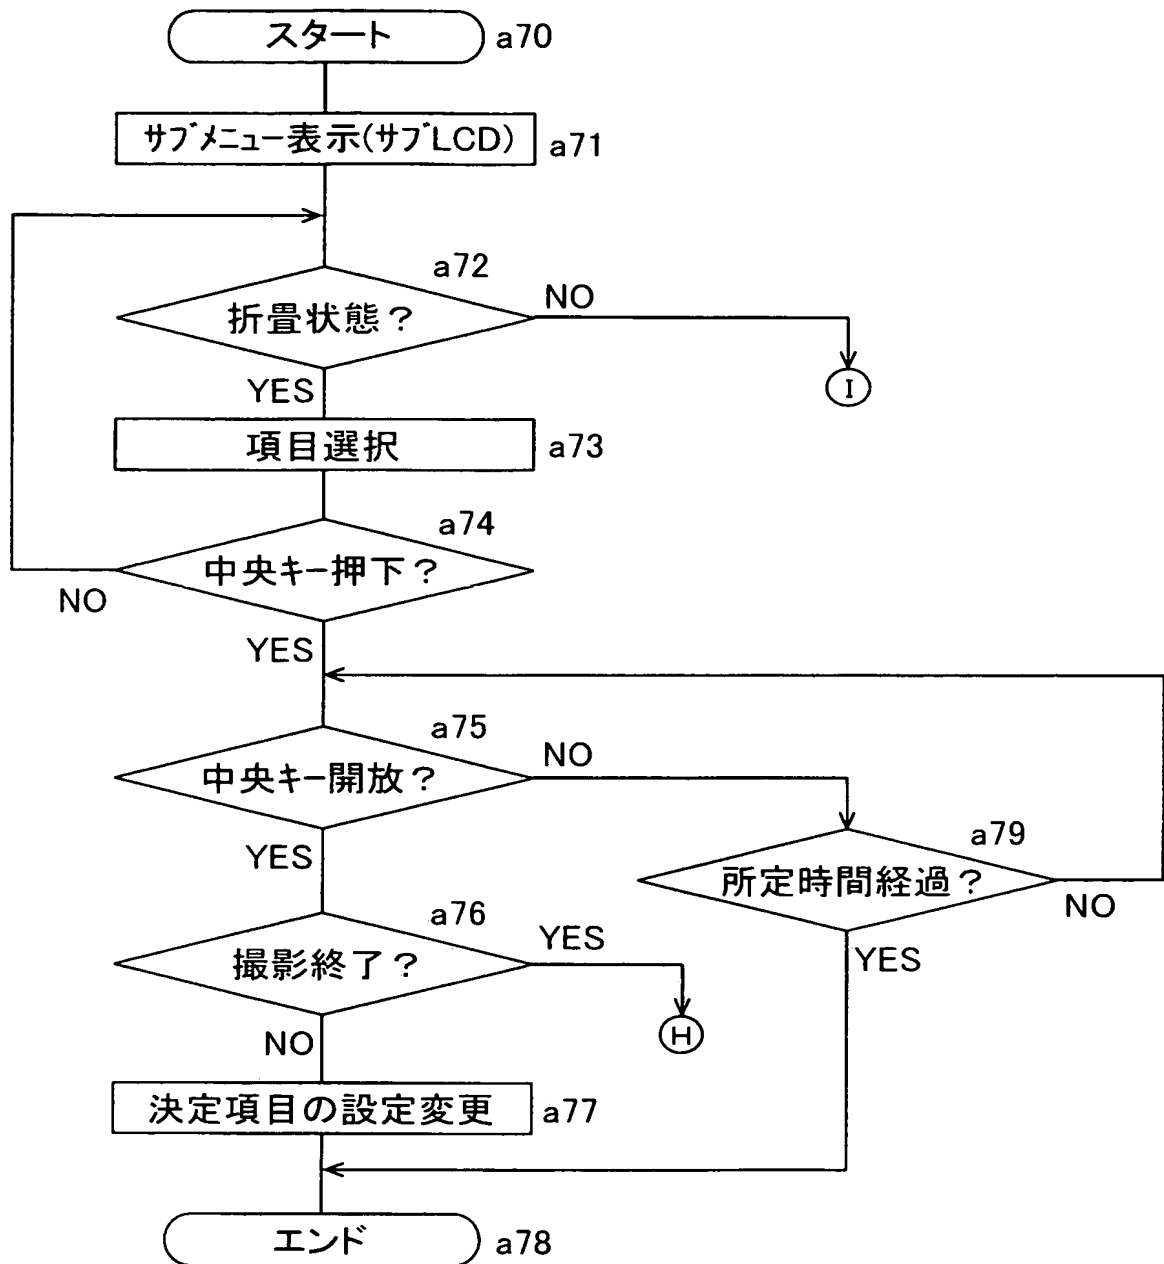 スタート a70
サブメニュー表示(サブLCD) a71
a72
折畳状態？ NO
I
YES
項目選択 a73
a74
中央キー押下？
NO
YES
a75
中央キー開放？ NO
a79
YES
所定時間経過？ NO
a76
撮影終了？ YES
YES
H
NO
決定項目の設定変更 a77
エンド a78